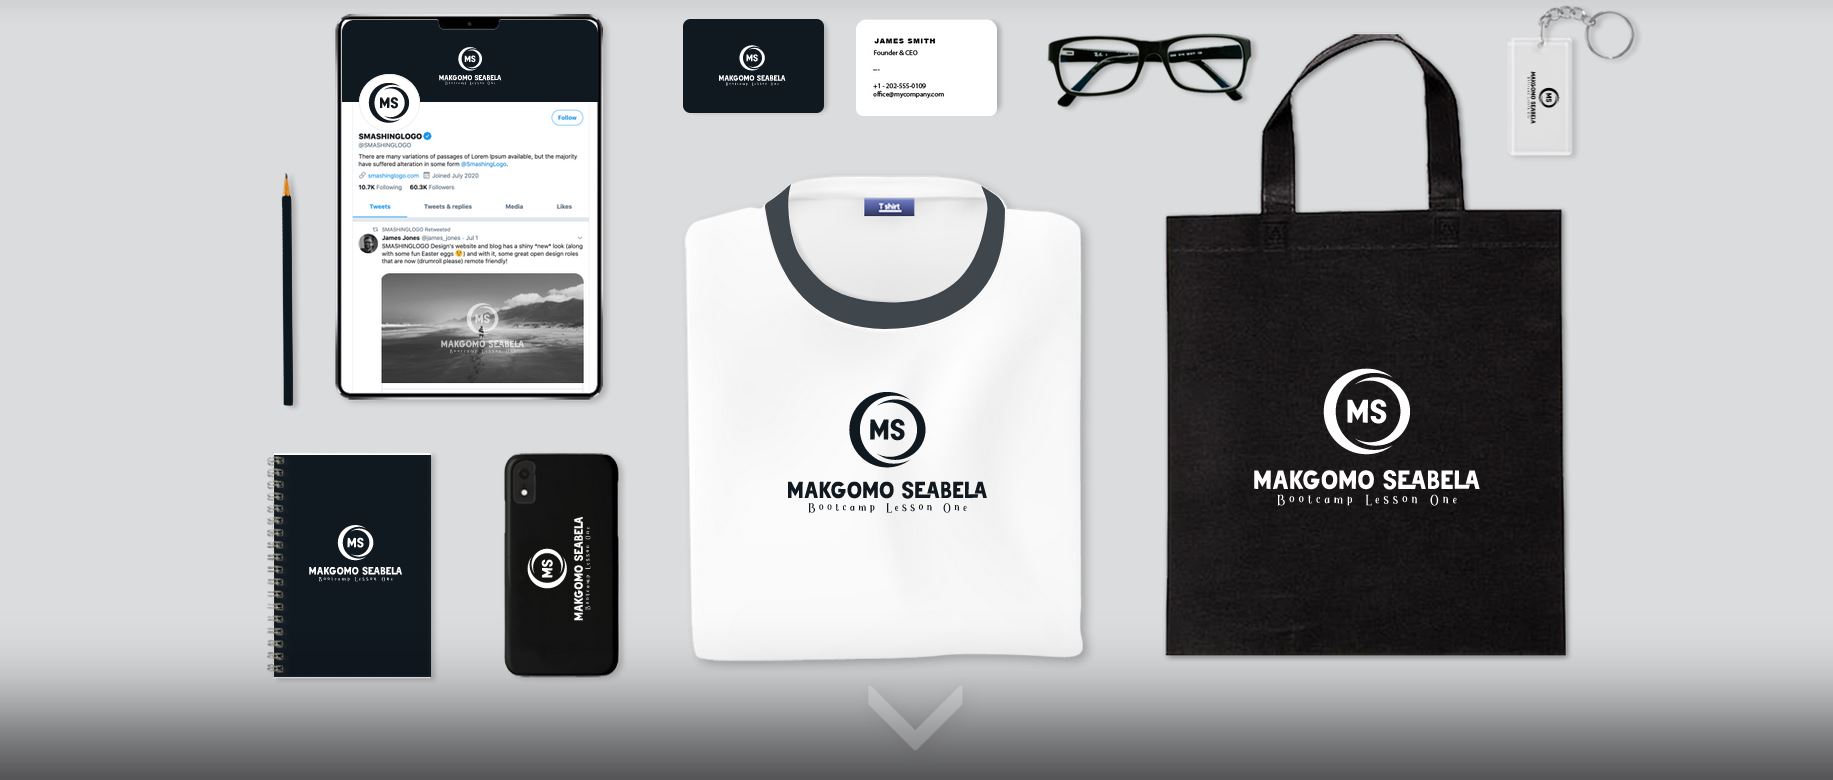 MS
MAKGOMO SEABELA
Bootcamp Lesson One
MS
Follow
SMASHINGLOGO
@SMASHINGLOGO
There are many variations of passages of Lorem Ipsum available, but the majority
have suffered alteration in some form @SmashingLogo.
smashinglogo.com Joined July 2020
10.7K Following 60.3K Followers
Tweets Tweets & replies Media Likes
SMASHINGLOGO Retweeted
James Jones @james_jones - Jul 1
SMASHINGLOGO Design's website and blog has a shiny *new* look (along
with some fun Easter eggs 😲) and with it, some great open design roles
that are now (drumroll please) remote friendly!
MS
MAKGOMO SEABELA
Bootcamp Lesson One
MS
MAKGOMO SEABELA
Bootcamp Lesson One
JAMES SMITH
Founder & CEO
---
+1 - 202-555-0109
office@mycompany.com
MS
MAKGOMO SEABELA
Bootcamp Lesson One
T shirt
MS
MAKGOMO SEABELA
Bootcamp Lesson One
MS
MAKGOMO SEABELA
Bootcamp Lesson One
MS
MAKGOMO SEABELA
Bootcamp Lesson One
MS
MAKGOMO SEABELA
Bootcamp Lesson One